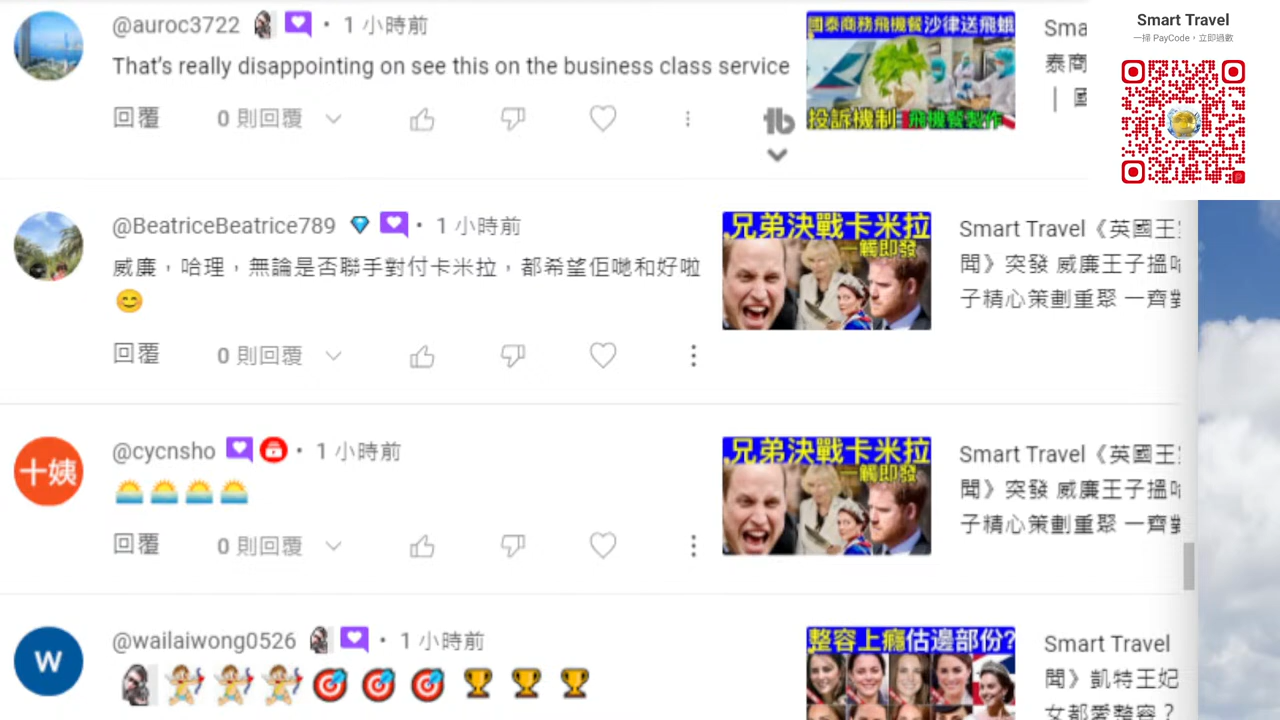 @auroc3722 • 1 小時前
That's really disappointing on see this on the business class service
回覆 0 則回覆
國泰商務飛機餐 沙律送飛蛾
投訴機制 飛機餐製作
Sma
泰商
｜ 國
Smart Travel
一掃 PayCode，立即過數
@BeatriceBeatrice789 • 1 小時前
威廉，哈理，無論是否聯手對付卡米拉，都希望佢哋和好啦
😊
回覆 0 則回覆
兄弟決戰卡米拉
一觸即發
Smart Travel《英國王
聞》突發 威廉王子搵
子精心策劃重聚 一齊
十姨
@cycnsho • 1 小時前
回覆 0 則回覆
兄弟決戰卡米拉
一觸即發
Smart Travel《英國王
聞》突發 威廉王子搵
子精心策劃重聚 一齊
W
@wailaiwong0526 • 1 小時前
整容上癮估邊部份?
Smart Travel
聞》凱特王妃
女都愛整容？